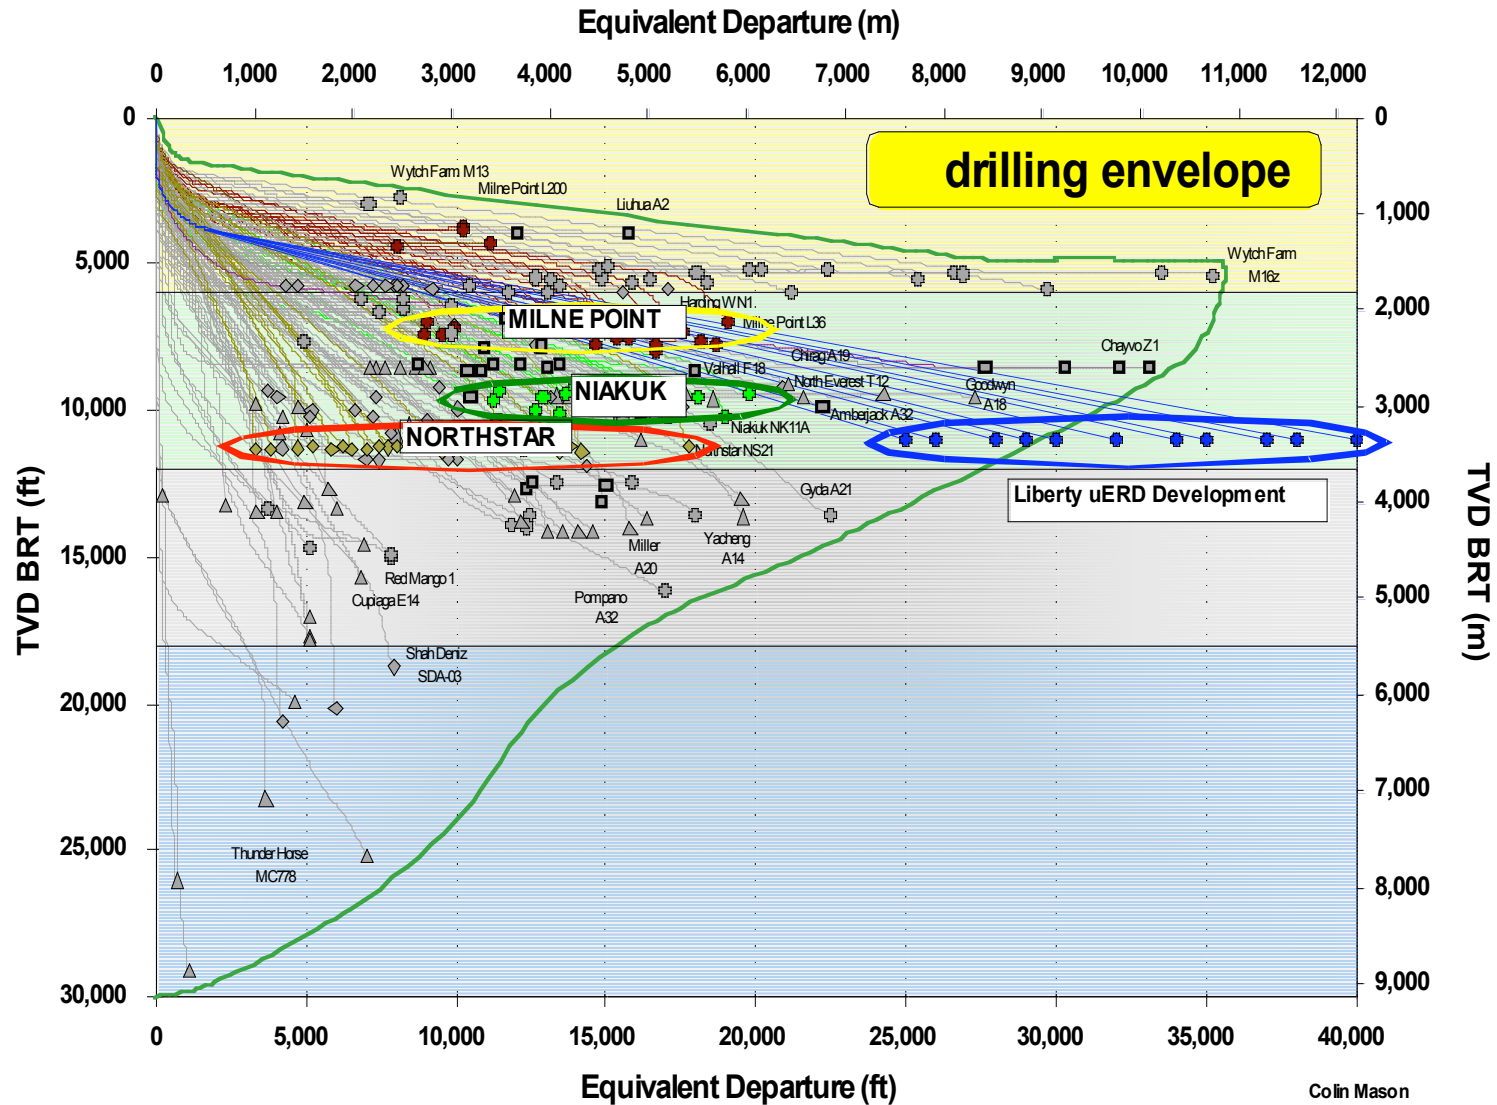 Equivalent Departure (m)
0 1,000 2,000 3,000 4,000 5,000 6,000 7,000 8,000 9,000 10,000 11,000 12,000
0
5,000
10,000
15,000
20,000
25,000
30,000
TVD BRT (ft)
0
1,000
2,000
3,000
4,000
5,000
6,000
7,000
8,000
9,000
TVD BRT (m)
drilling envelope
Wytch Farm M13
Milne Point L200
Liuhua A2
Wytch Farm
M16z
Harding WN1
MILNE POINT
Milne Point L36
Chirag A19
Chayvo Z1
Valhall F18
North Everest T12
Goodwyn
A18
NIAKUK
Amberjack A32
Niakuk NK11A
NORTHSTAR
Northstar NS21
Gyda A21
Liberty uERD Development
Miller
A20
Yacheng
A14
Red Mango 1
Cupiaga E14
Pompano
A32
Shah Deniz
SDA-03
Thunder Horse
MC778
0 5,000 10,000 15,000 20,000 25,000 30,000 35,000 40,000
Equivalent Departure (ft)
Colin Mason